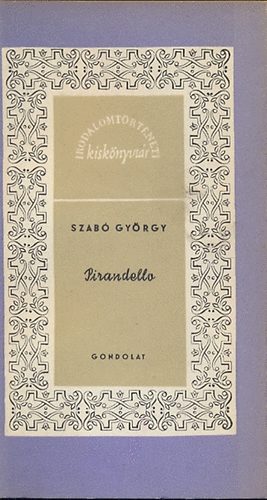 IRODALOMTÖRTÉNETI
kiskönyvtár
SZABÓ GYÖRGY
Pirandello
GONDOLAT